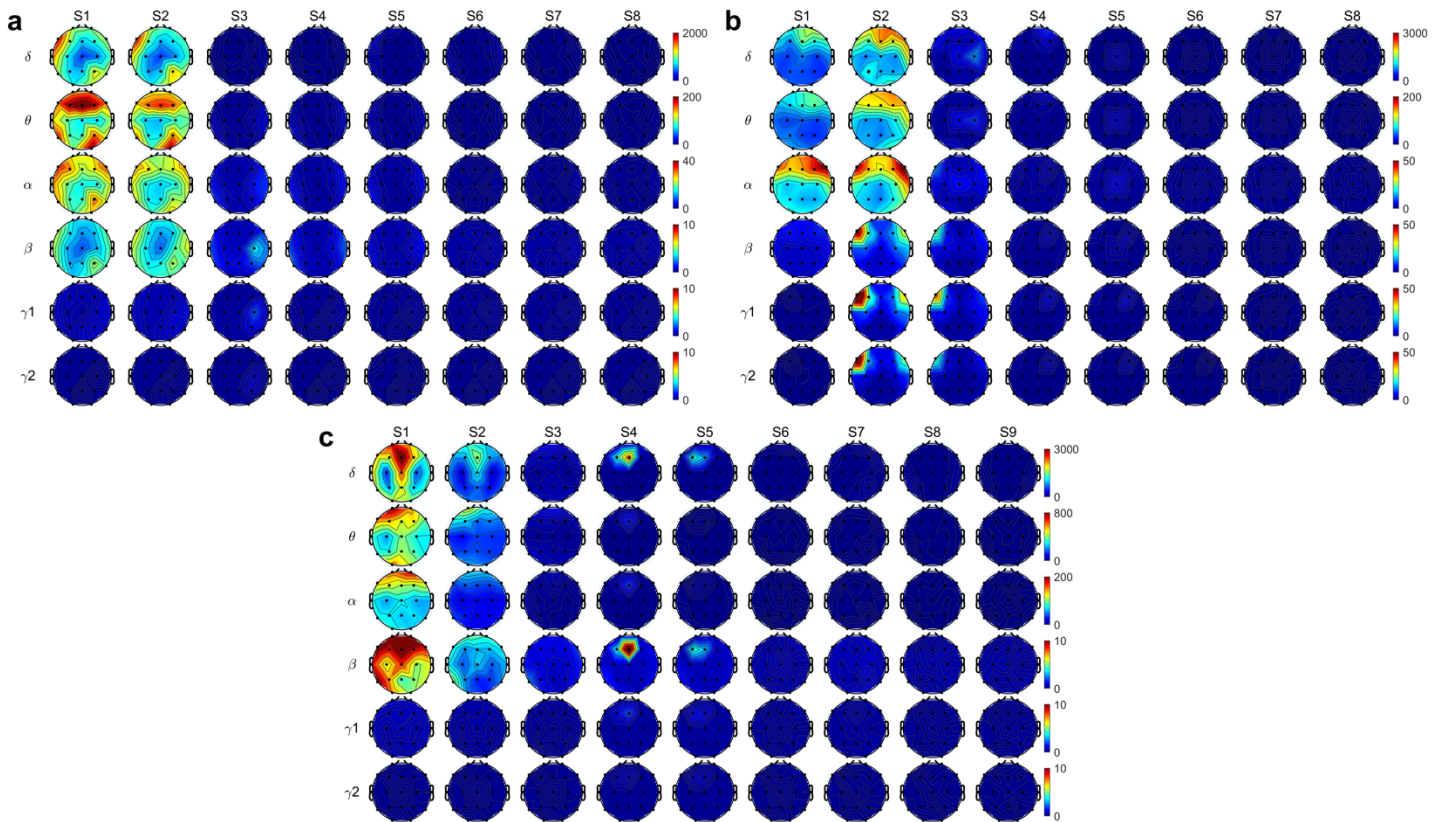 a
S1 S2 S3 S4 S5 S6 S7 S8
δ 2000 0
θ 200 0
α 40 0
β 10 0
γ1 10 0
γ2 10 0
b
S1 S2 S3 S4 S5 S6 S7 S8
δ 3000 0
θ 200 0
α 50 0
β 50 0
γ1 50 0
γ2 50 0
c
S1 S2 S3 S4 S5 S6 S7 S8 S9
δ 3000 0
θ 800 0
α 200 0
β 10 0
γ1 10 0
γ2 10 0